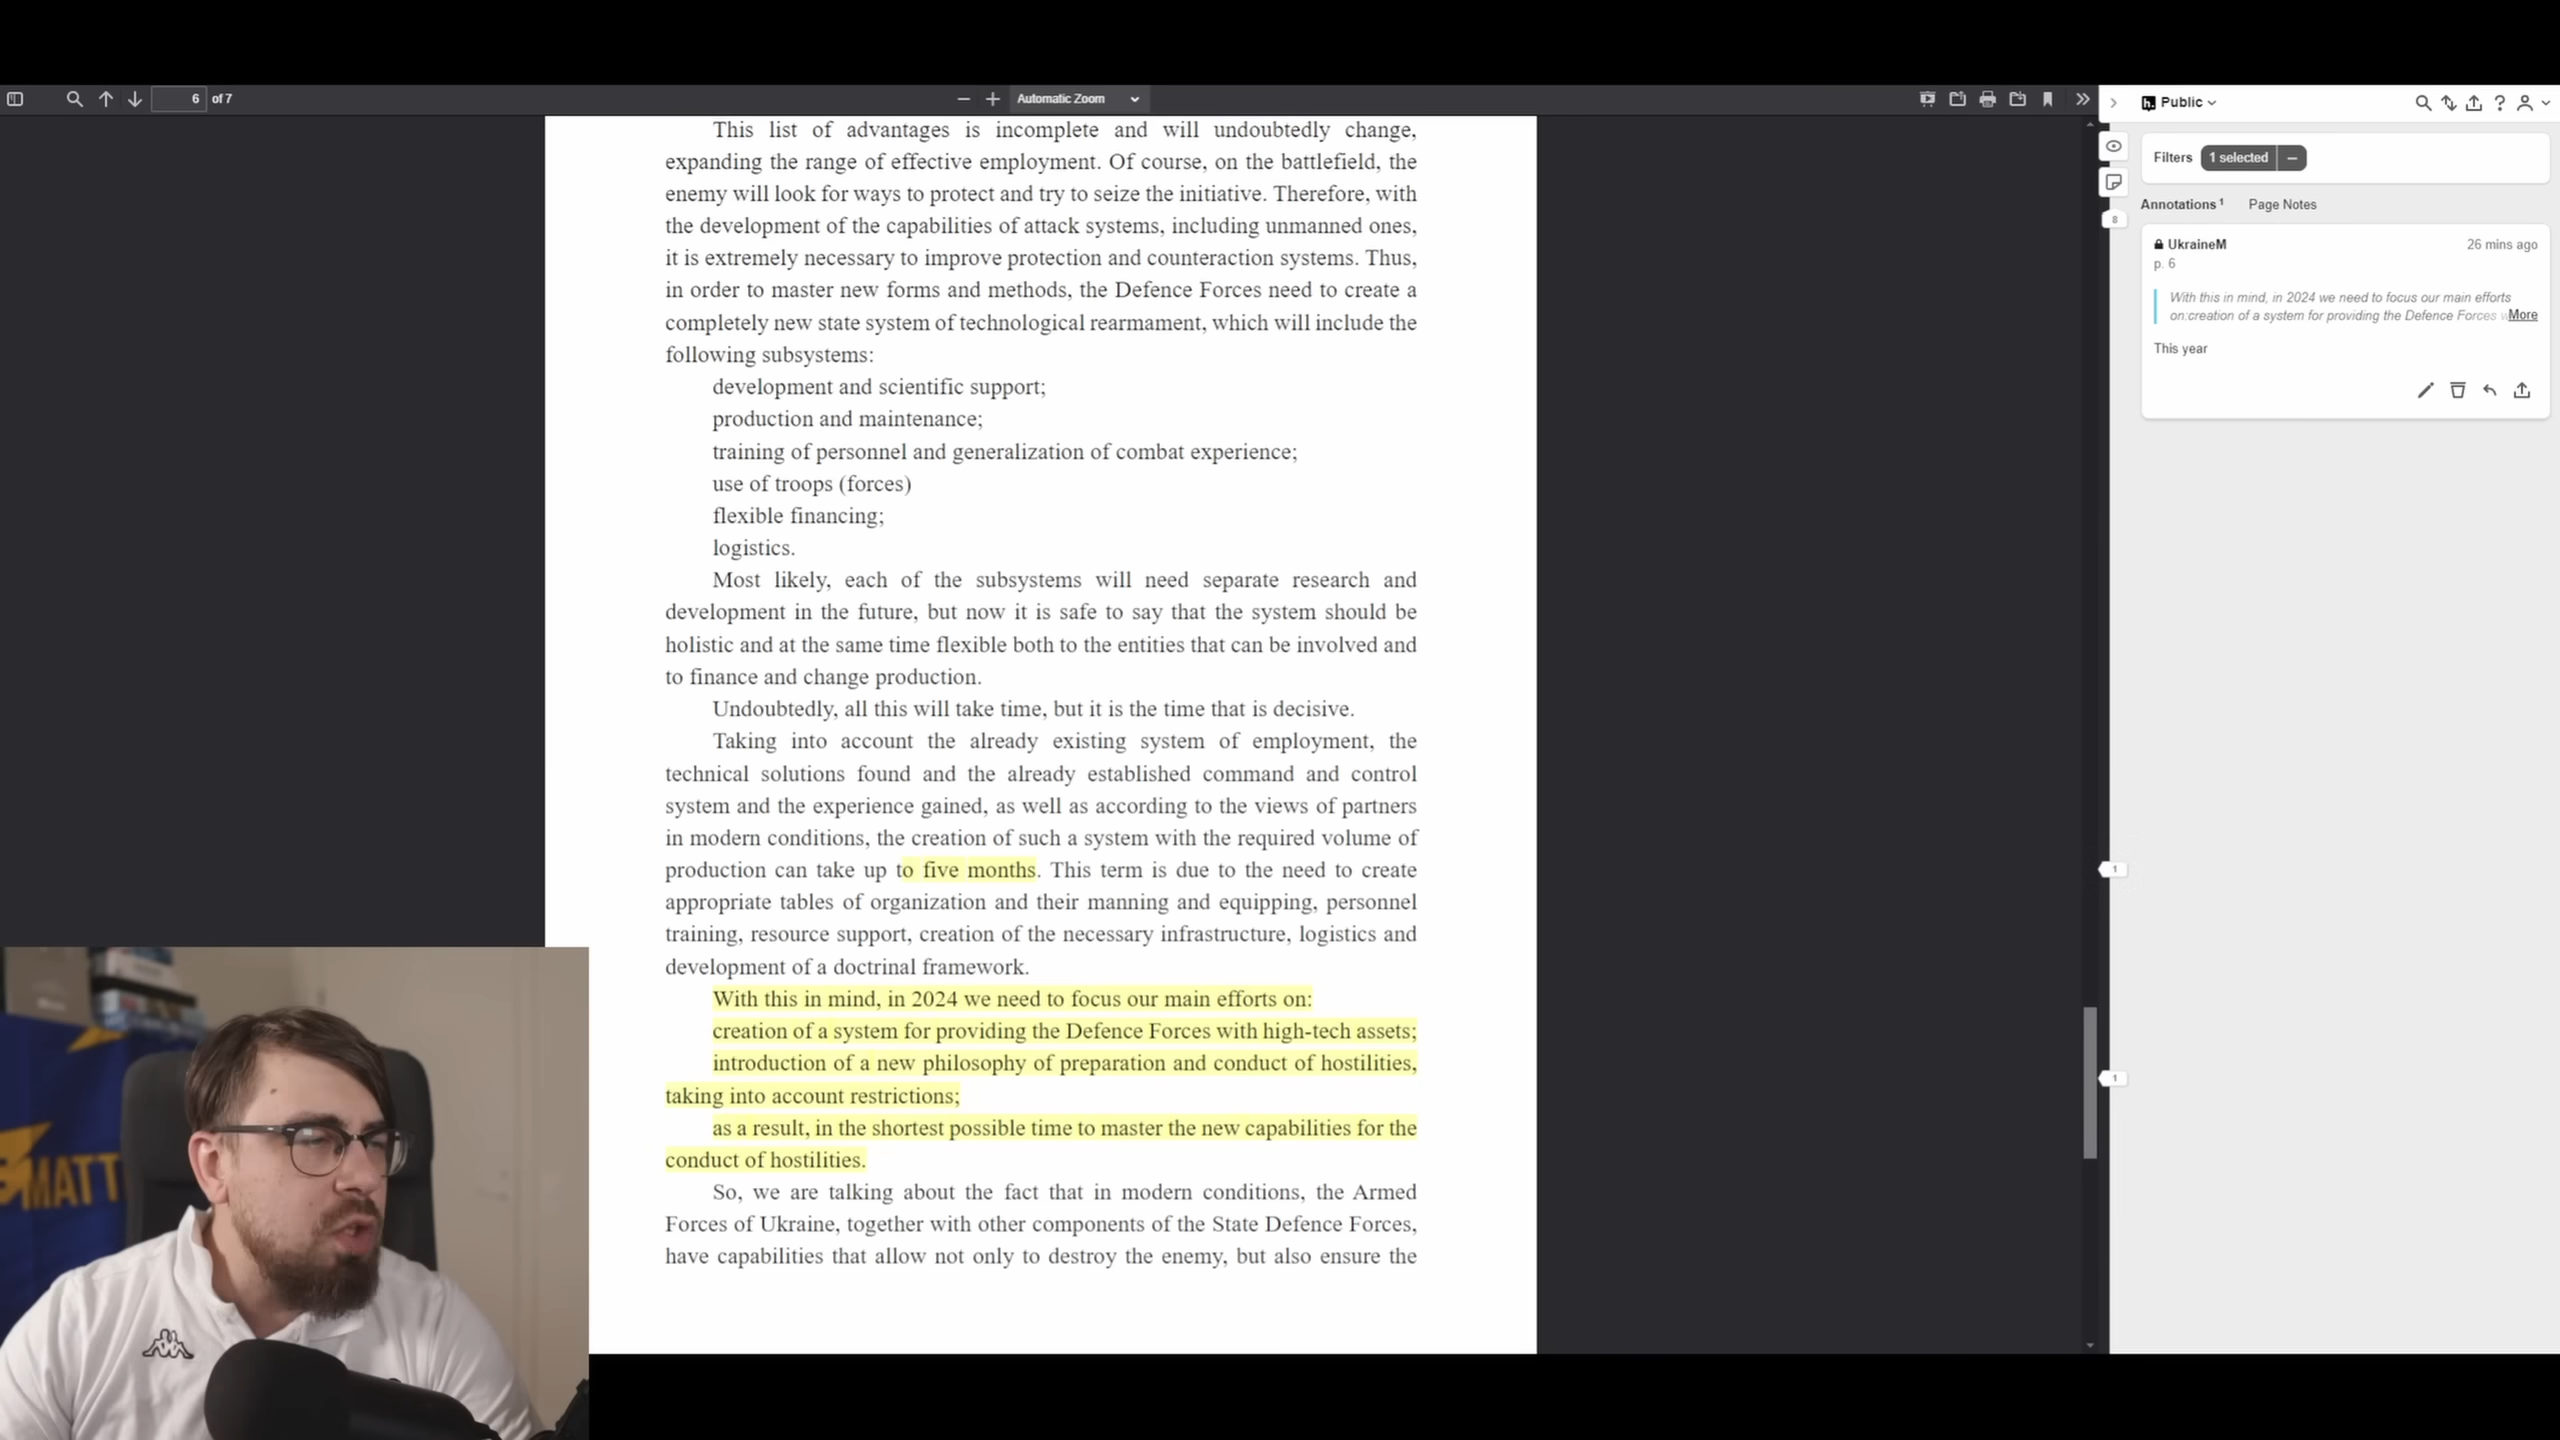 6 of 7
Automatic Zoom
This list of advantages is incomplete and will undoubtedly change,
expanding the range of effective employment. Of course, on the battlefield, the
enemy will look for ways to protect and try to seize the initiative. Therefore, with
the development of the capabilities of attack systems, including unmanned ones,
it is extremely necessary to improve protection and counteraction systems. Thus,
in order to master new forms and methods, the Defence Forces need to create a
completely new state system of technological rearmament, which will include the
following subsystems:
development and scientific support;
production and maintenance;
training of personnel and generalization of combat experience;
use of troops (forces)
flexible financing;
logistics.
Most likely, each of the subsystems will need separate research and
development in the future, but now it is safe to say that the system should be
holistic and at the same time flexible both to the entities that can be involved and
to finance and change production.
Undoubtedly, all this will take time, but it is the time that is decisive.
Taking into account the already existing system of employment, the
technical solutions found and the already established command and control
system and the experience gained, as well as according to the views of partners
in modern conditions, the creation of such a system with the required volume of
production can take up to five months. This term is due to the need to create
appropriate tables of organization and their manning and equipping, personnel
training, resource support, creation of the necessary infrastructure, logistics and
development of a doctrinal framework.
With this in mind, in 2024 we need to focus our main efforts on:
creation of a system for providing the Defence Forces with high-tech assets;
introduction of a new philosophy of preparation and conduct of hostilities,
taking into account restrictions;
as a result, in the shortest possible time to master the new capabilities for the
conduct of hostilities.
So, we are talking about the fact that in modern conditions, the Armed
Forces of Ukraine, together with other components of the State Defence Forces,
have capabilities that allow not only to destroy the enemy, but also ensure the
Public
Filters 1 selected
Annotations 1 Page Notes
UkraineM 26 mins ago
p. 6
With this in mind, in 2024 we need to focus our main efforts
on:creation of a system for providing the Defence Forces More
This year
8
1
1
MATT